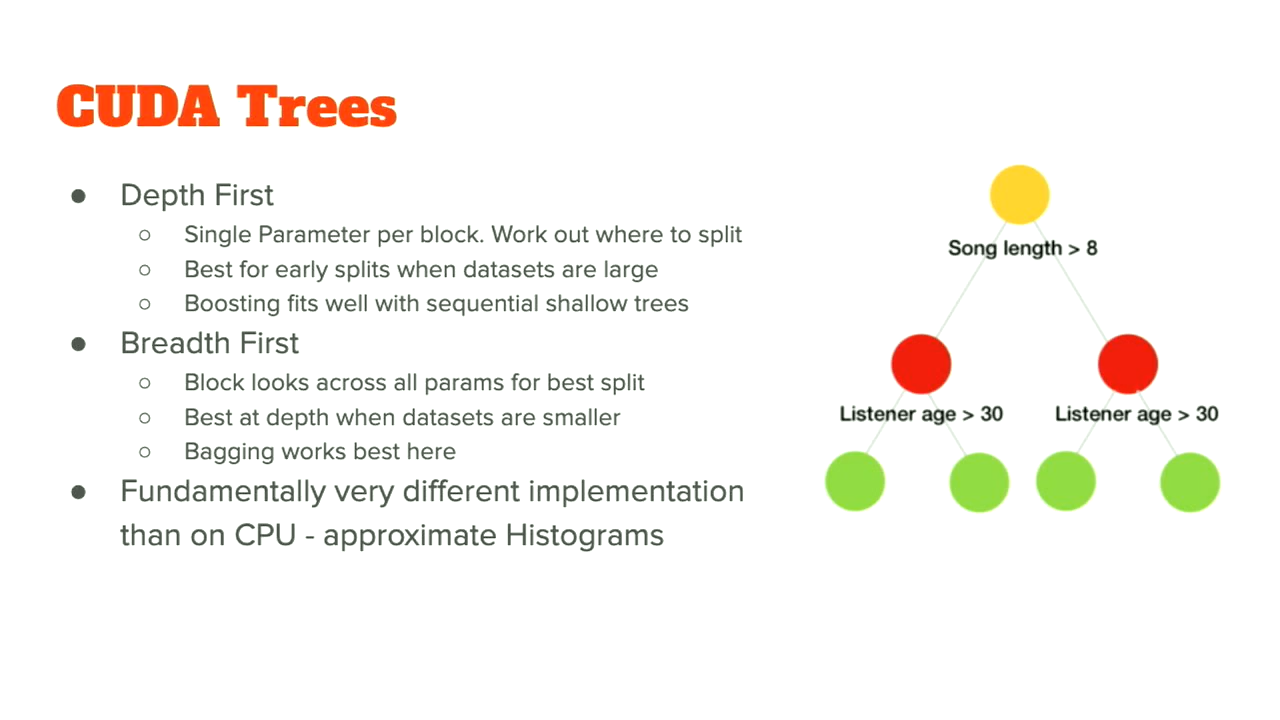 CUDA Trees
● Depth First
○ Single Parameter per block. Work out where to split
○ Best for early splits when datasets are large
○ Boosting fits well with sequential shallow trees
● Breadth First
○ Block looks across all params for best split
○ Best at depth when datasets are smaller
○ Bagging works best here
● Fundamentally very different implementation
than on CPU - approximate Histograms
Song length > 8
Listener age > 30
Listener age > 30